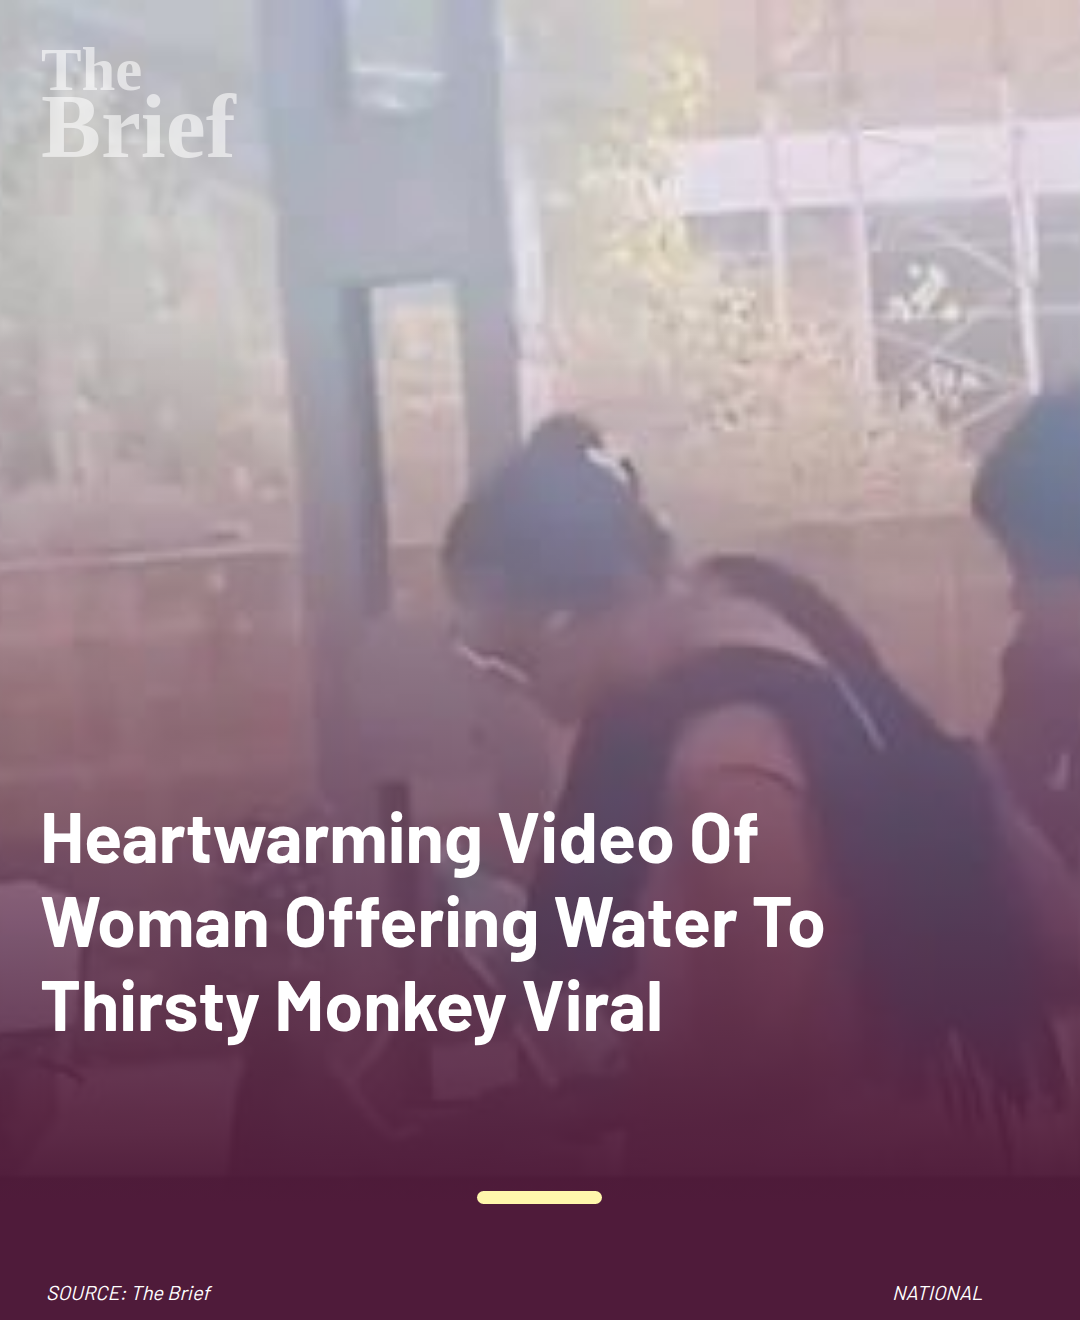 The
Brief
Heartwarming Video Of
Woman Offering Water To
Thirsty Monkey Viral
SOURCE: The Brief
NATIONAL